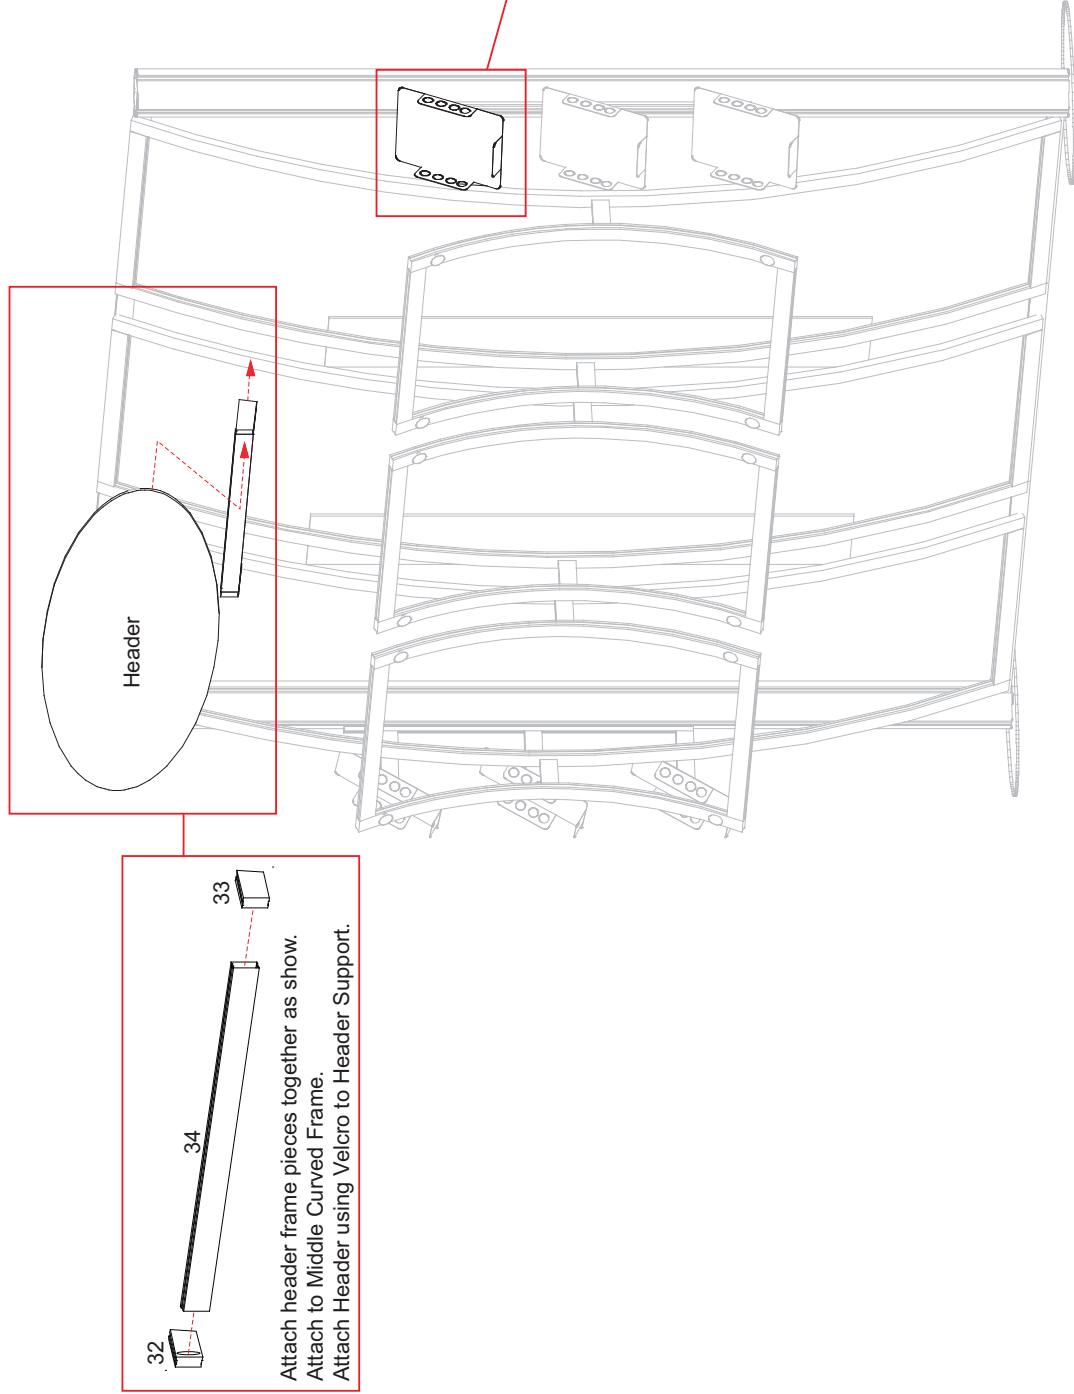 Header
32
34
33
Attach header frame pieces together as show.
Attach to Middle Curved Frame.
Attach Header using Velcro to Header Support.